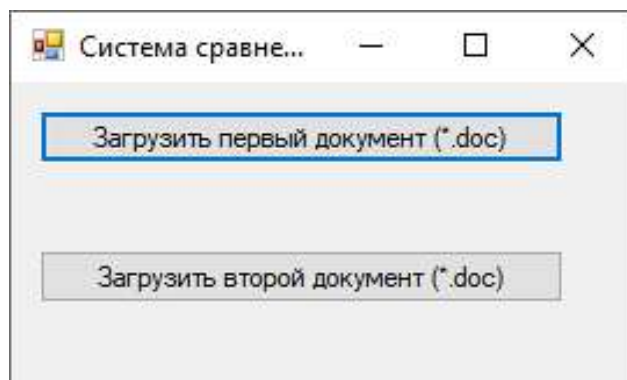 Система сравне...
Загрузить первый документ (*.doc)
Загрузить второй документ (*.doc)